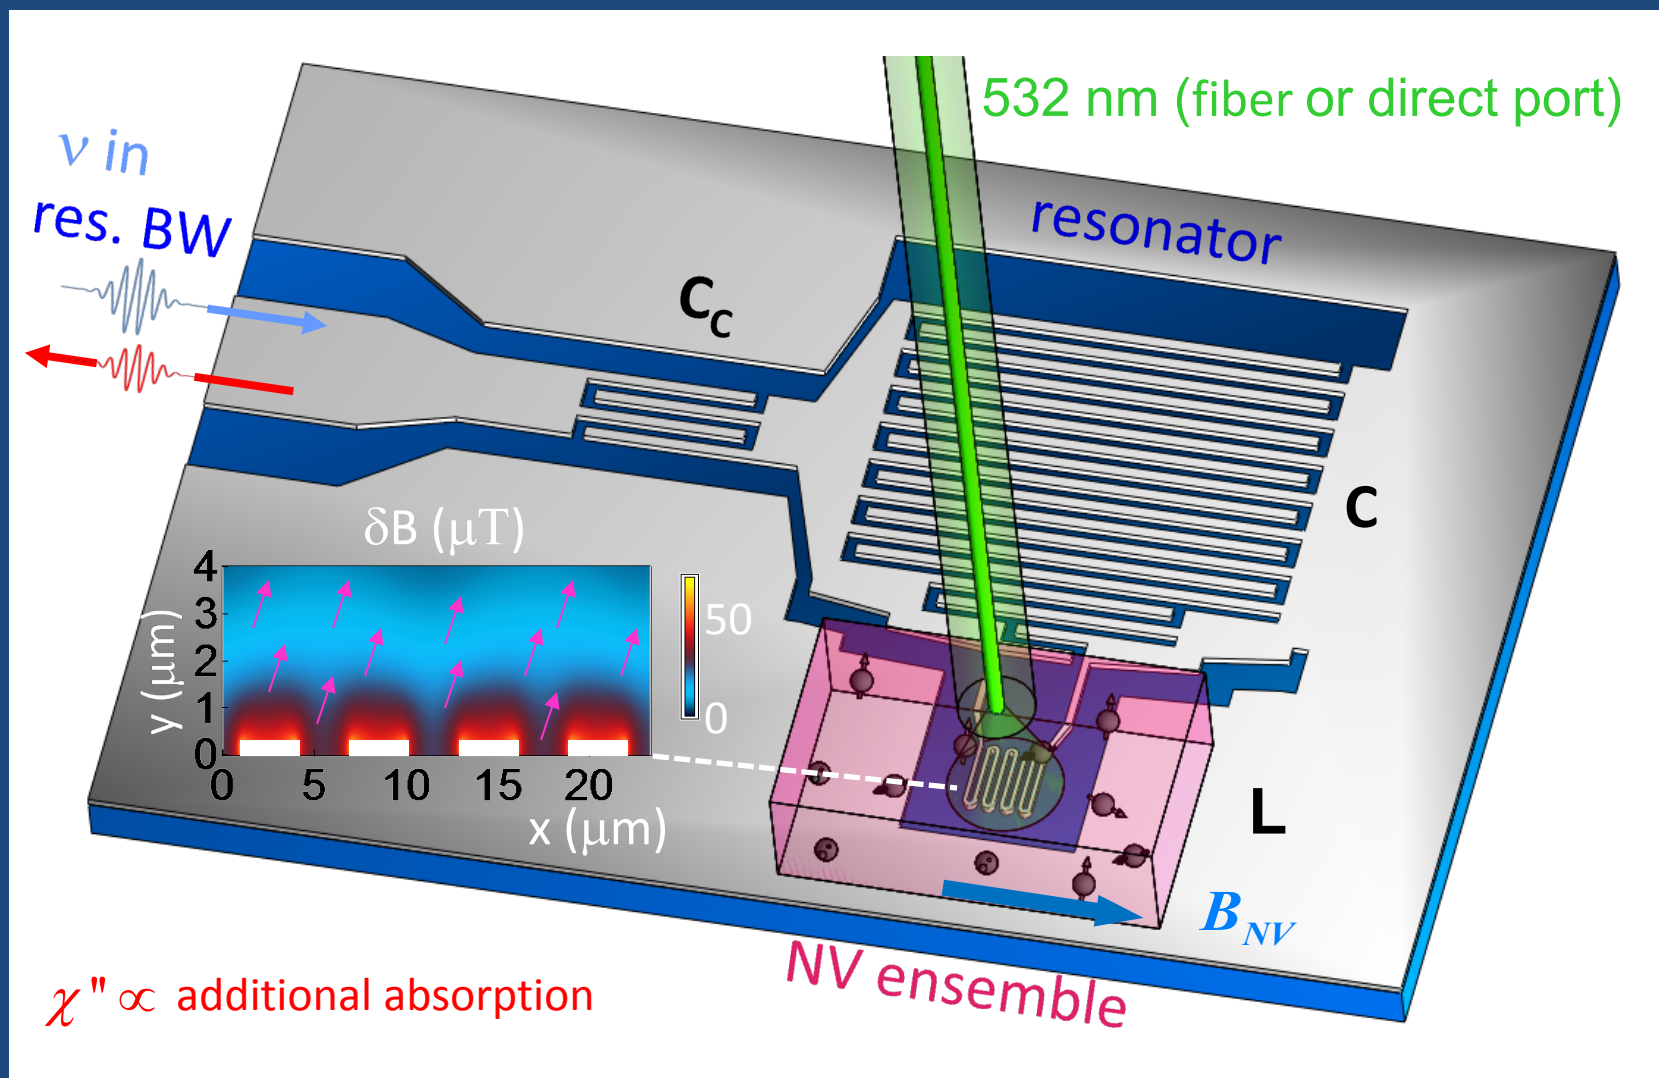 532 nm (fiber or direct port)
ν in
res. BW
resonator
C_C
C
δB (μT)
4
3
2
1
0
y (μm)
50
0
0 5 10 15 20
x (μm)
L
B_NV
NV ensemble
χ" ∝ additional absorption